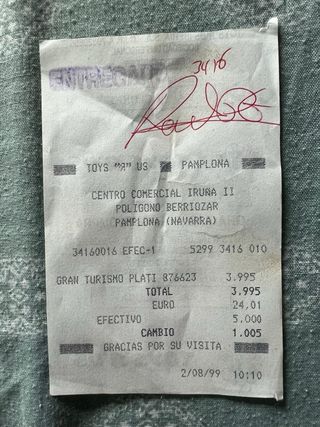 3416
TOYS "Я" US PAMPLONA
CENTRO COMERCIAL IRUÑA II
POLIGONO BERRIOZAR
PAMPLONA (NAVARRA)
34160016 EFEC-1 5299 3416 010
GRAN TURISMO PLATI 876623 3.995
TOTAL 3.995
EURO 24,01
EFECTIVO 5.000
CAMBIO 1.005
GRACIAS POR SU VISITA
2/08/99 10:10